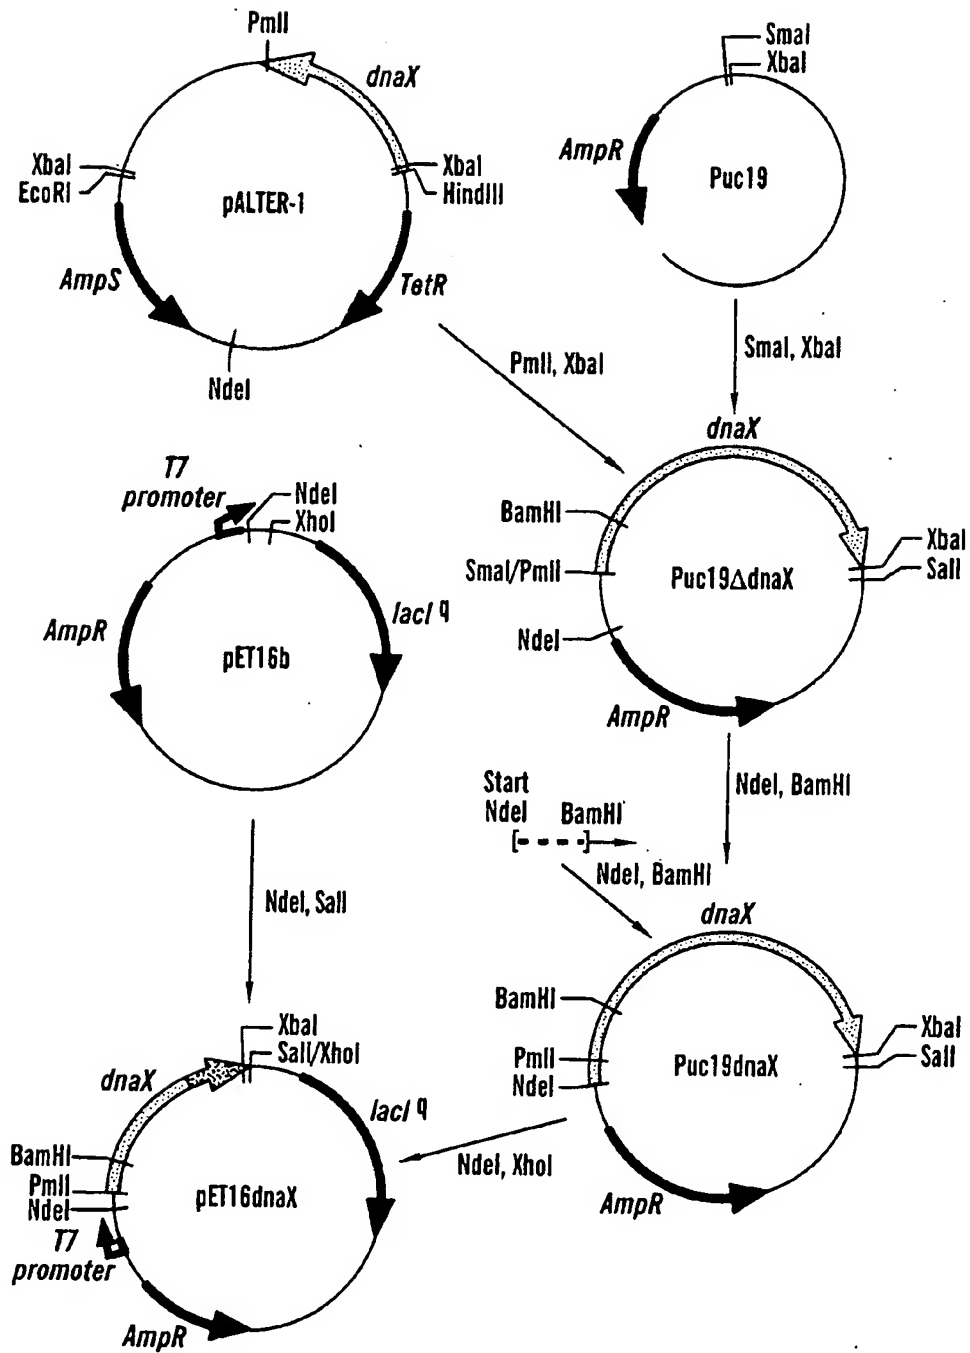 PmlI
dnaX
XbaI
EcoRI
XbaI
HindIII
pALTER-1
AmpS
TetR
NdeI
SmaI
XbaI
AmpR
Puc19
PmlI, XbaI
SmaI, XbaI
T7
promoter
NdeI
XhoI
AmpR
lacI q
pET16b
dnaX
BamHI
SmaI/PmlI
NdeI
XbaI
SalI
Puc19ΔdnaX
AmpR
NdeI, BamHI
Start
NdeI BamHI
NdeI, BamHI
NdeI, SalI
dnaX
BamHI
PmlI
NdeI
XbaI
SalI
Puc19dnaX
AmpR
NdeI, XhoI
XbaI
SalI/XhoI
dnaX
lacI q
BamHI
PmlI
NdeI
pET16dnaX
T7
promoter
AmpR